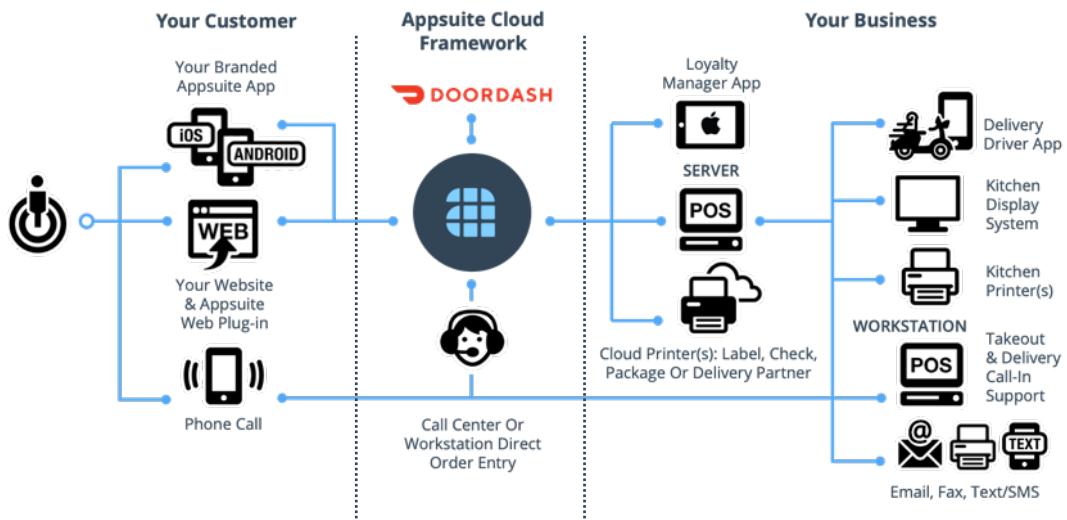 Your Customer
Appsuite Cloud
Framework
Your Business
Your Branded
Appsuite App
iOS
ANDROID
WEB
Your Website
& Appsuite
Web Plug-in
Phone Call
DOORDASH
Call Center Or
Workstation Direct
Order Entry
Loyalty
Manager App
SERVER
POS
Cloud Printer(s): Label, Check,
Package Or Delivery Partner
Delivery
Driver App
Kitchen
Display
System
Kitchen
Printer(s)
WORKSTATION
POS
Takeout
& Delivery
Call-In
Support
@
TEXT
Email, Fax, Text/SMS